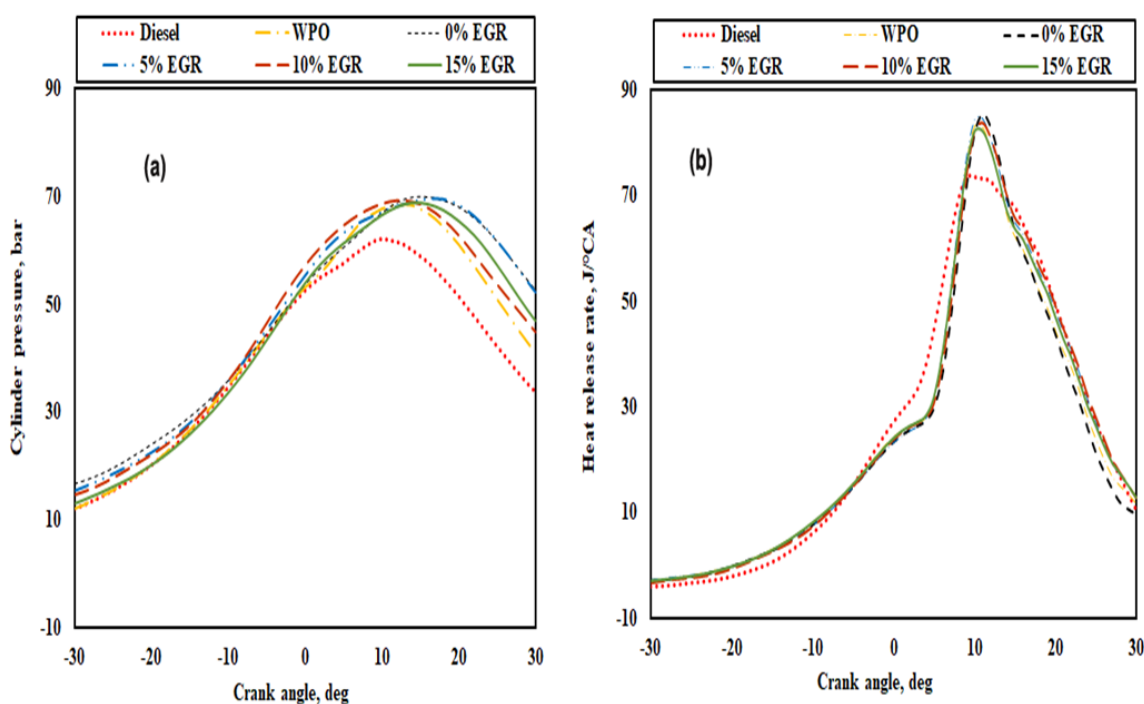 Diesel WPO 0% EGR
5% EGR 10% EGR 15% EGR
90
(a)
70
50
30
10
-10
-30 -20 -10 0 10 20 30
Cylinder pressure, bar
Crank angle, deg
Diesel WPO 0% EGR
5% EGR 10% EGR 15% EGR
90
(b)
70
50
30
10
-10
-30 -20 -10 0 10 20 30
Heat release rate, J/°CA
Crank angle, deg